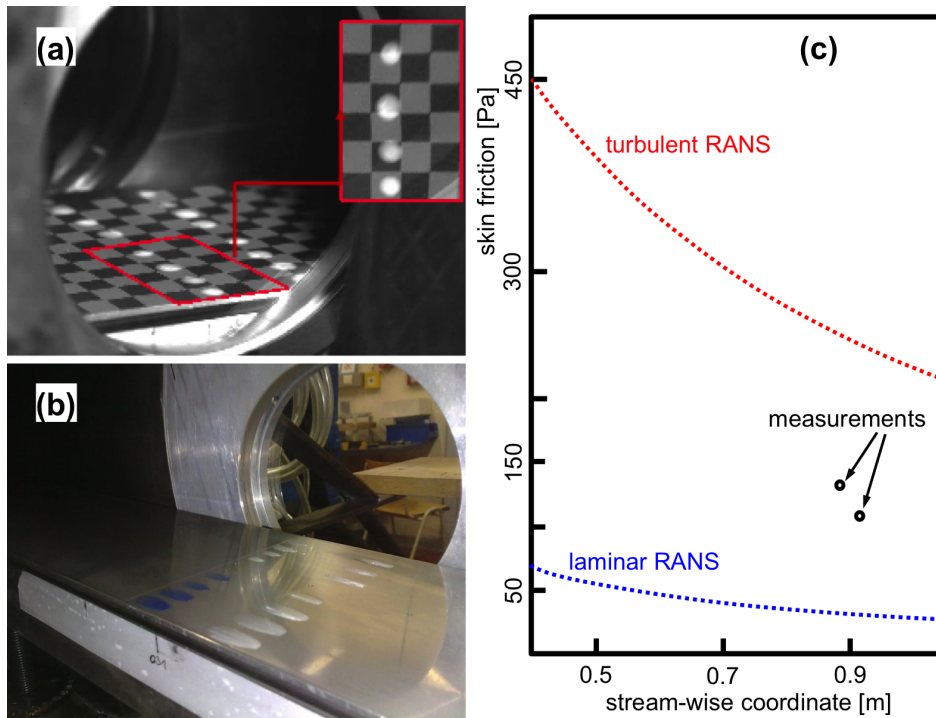 (a)
(b)
031
(c)
skin friction [Pa]
450
300
150
50
turbulent RANS
measurements
laminar RANS
0.5 0.7 0.9
stream-wise coordinate [m]